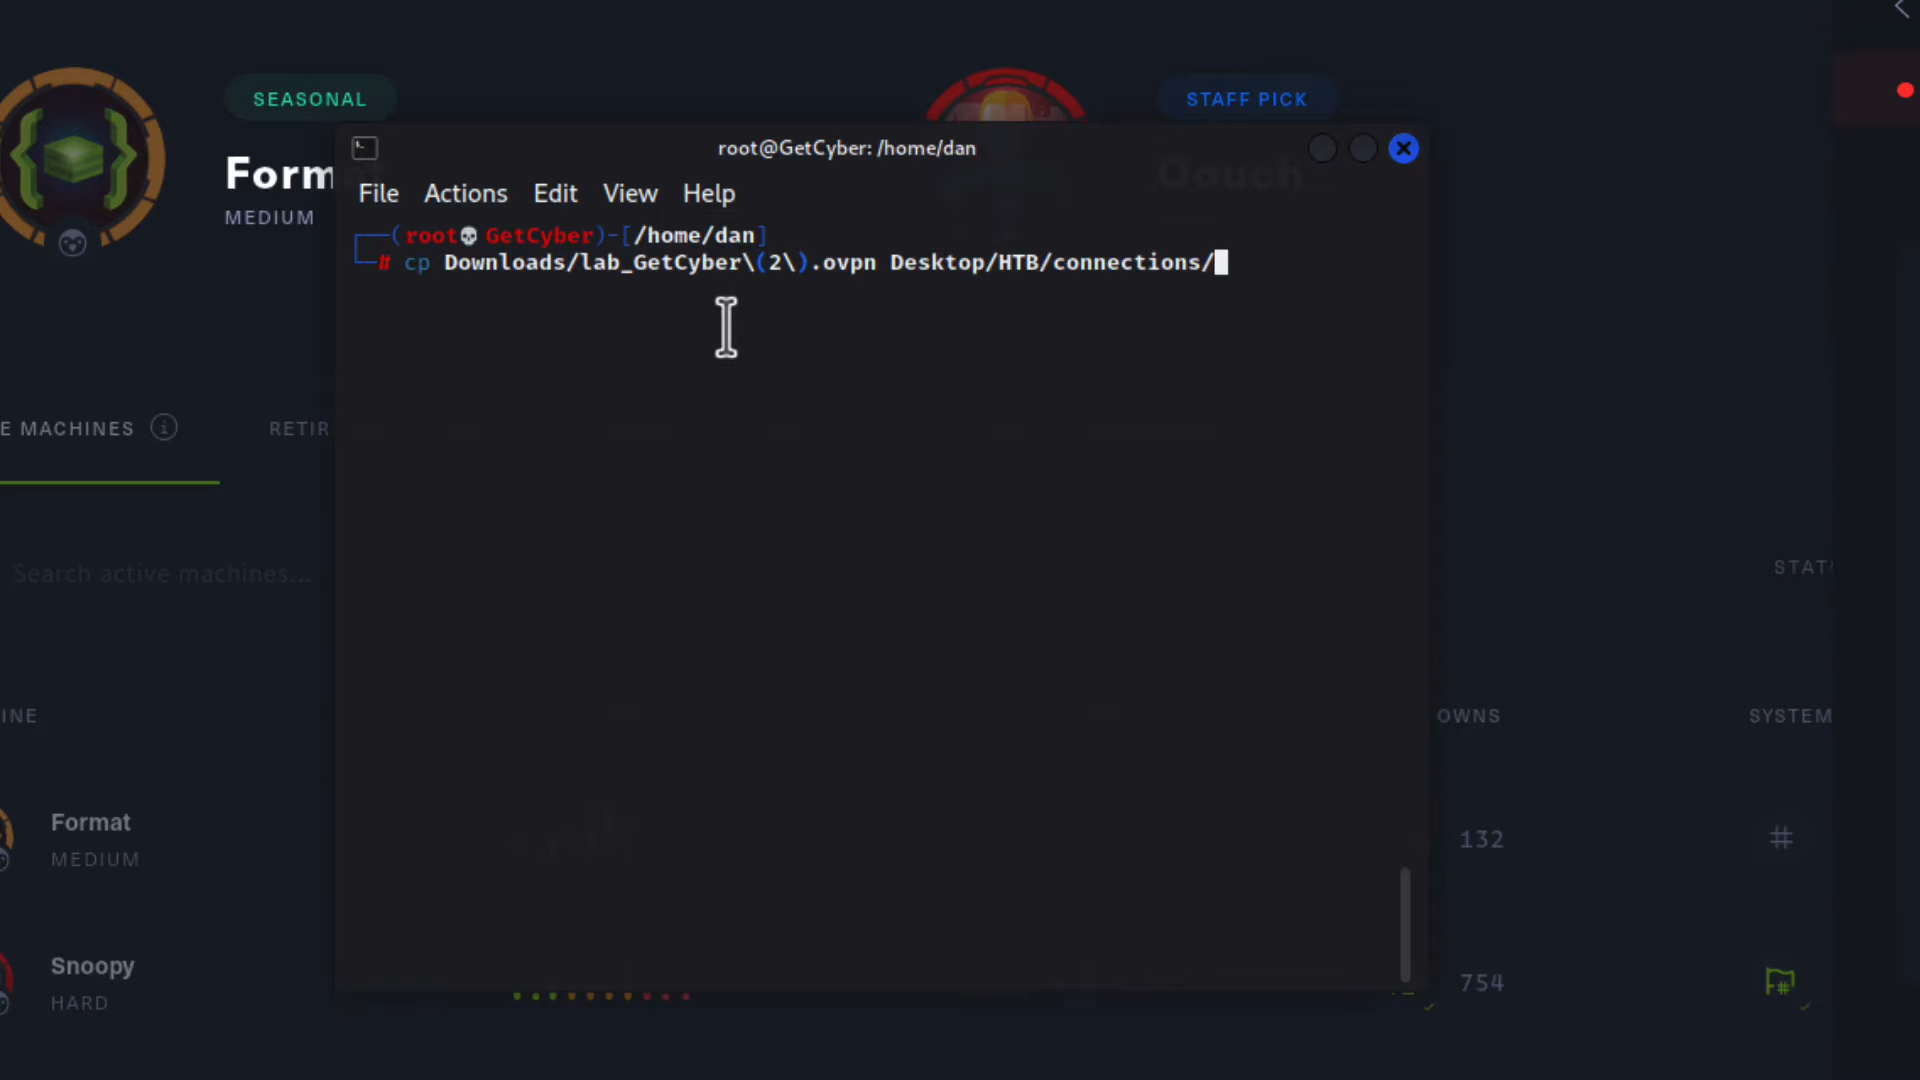 SEASONAL
STAFF PICK
Form
MEDIUM
root@GetCyber: /home/dan
Gouch
File Actions Edit View Help
(root💀GetCyber)-[/home/dan]
# cp Downloads/lab_GetCyber\(2\).ovpn Desktop/HTB/connections/
E MACHINES
RETIR
Search active machines...
STAT
INE
OWNS
SYSTEM
Format
MEDIUM
132
#
Snoopy
HARD
754
#